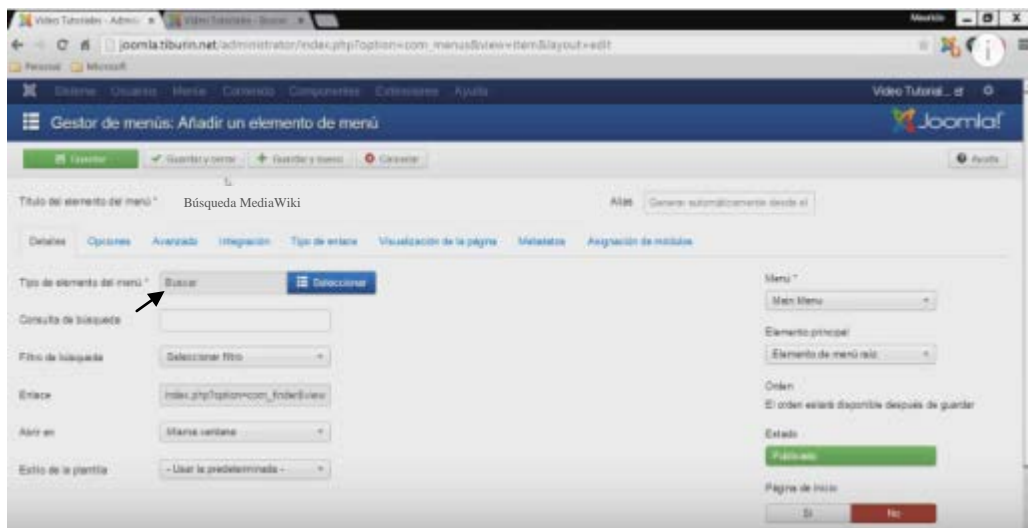 Video Tutoriales - Admini
Video Tutoriales - Buscar
Mauricio
joomla.tiburin.net/administrator/index.php?option=com_menus&view=item&layout=edit
Personal Microsoft
Sistema Usuarios Menús Contenido Componentes Extensiones Ayuda
Video Tutorial...
Gestor de menús: Añadir un elemento de menú
Joomla!
Guardar
Guardar y cerrar
Guardar y nuevo
Cancelar
Ayuda
Título del elemento del menú *
Búsqueda MediaWiki
Alias
Generar automáticamente desde el
Detalles Opciones Avanzado Integración Tipo de enlace Visualización de la página Metadatos Asignación de módulos
Tipo de elemento del menú *
Buscar
Seleccionar
Menú *
Main Menu
Consulta de búsqueda
Elemento principal
Elemento de menú raíz
Filtro de búsqueda
Seleccionar filtro
Enlace
index.php?option=com_finder&view
Orden
El orden estará disponible después de guardar
Abrir en
Misma ventana
Estado
Publicado
Estilo de la plantilla
- Usar la predeterminada -
Página de inicio
Sí
No